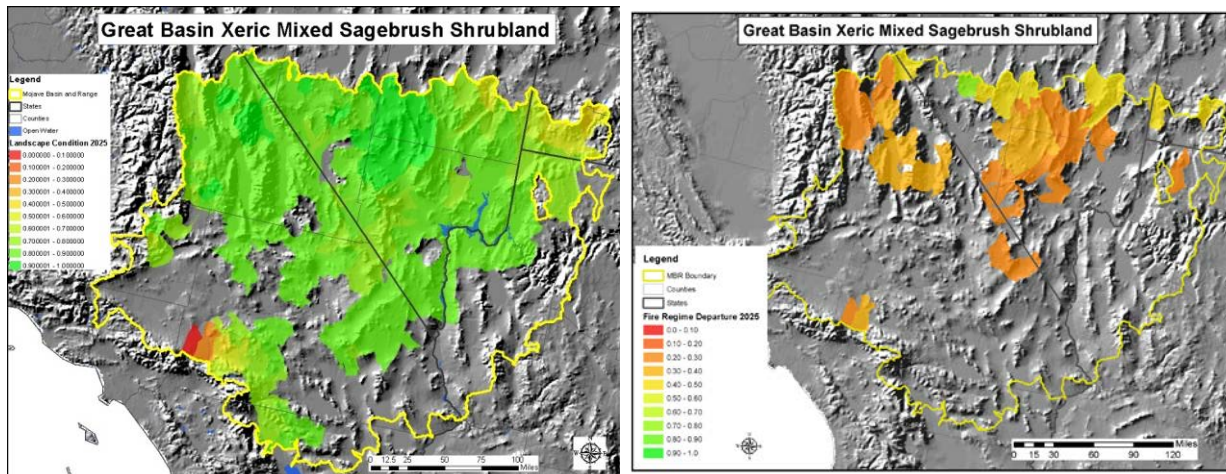 Great Basin Xeric Mixed Sagebrush Shrubland
Legend
Mojave Basin and Range
States
Counties
Open Water
Landscape Condition 2025
0.000000 - 0.100000
0.100001 - 0.200000
0.200001 - 0.300000
0.300001 - 0.400000
0.400001 - 0.500000
0.500001 - 0.600000
0.600001 - 0.700000
0.700001 - 0.800000
0.800001 - 0.900000
0.900001 - 1.000000
0 12.5 25 50 75 100
Miles
Great Basin Xeric Mixed Sagebrush Shrubland
Legend
MBR Boundary
Counties
States
Fire Regime Departure 2025
0.0 - 0.10
0.10 - 0.20
0.20 - 0.30
0.30 - 0.40
0.40 - 0.50
0.50 - 0.60
0.60 - 0.70
0.70 - 0.80
0.80 - 0.90
0.90 - 1.0
0 15 30 60 90 120
Miles